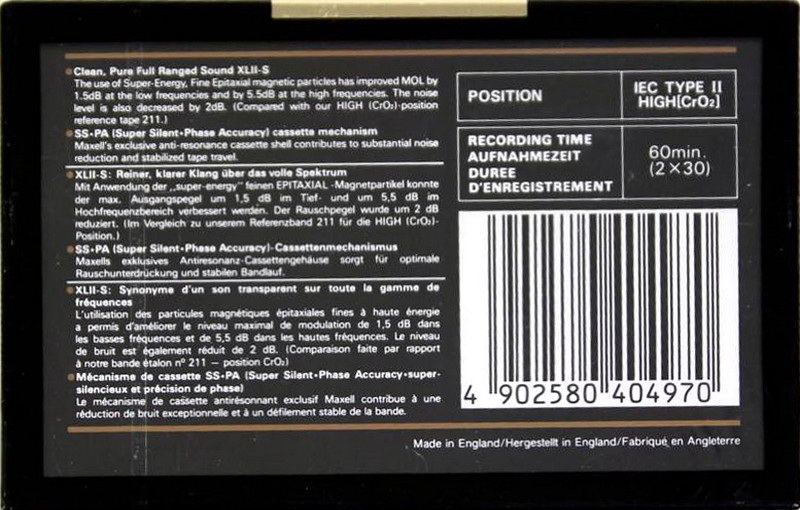 Clean, Pure Full Ranged Sound XLII-S
The use of Super-Energy, Fine Epitaxial magnetic particles has improved MOL by
1.5dB at the low frequencies and by 5.5dB at the high frequencies. The noise
level is also decreased by 2dB. (Compared with our HIGH (CrO₂)-position
reference tape 211.)
SS•PA (Super Silent•Phase Accuracy) cassette mechanism
Maxell's exclusive anti-resonance cassette shell contributes to substantial noise
reduction and stabilized tape travel.
XLII-S: Reiner, klarer Klang über das volle Spektrum
Mit Anwendung der „super-energy" feinen EPITAXIAL -Magnetpartikel konnte
der max. Ausgangspegel um 1,5 dB im Tief- und um 5,5 dB im
Hochfrequenzbereich verbessert werden. Der Rauschpegel wurde um 2 dB
reduziert. (Im Vergleich zu unserem Referenzband 211 für die HIGH (CrO₂)-
Position.)
SS•PA (Super Silent•Phase Accuracy)-Cassettenmechanismus
Maxells exklusives Antiresonanz-Cassettengehäuse sorgt für optimale
Rauschunterdrückung und stabilen Bandlauf.
XLII-S: Synonyme d'un son transparent sur toute la gamme de
fréquences
L'utilisation des particules magnétiques épitaxiales fines à haute énergie
a permis d'améliorer le niveau maximal de modulation de 1,5 dB dans
les basses fréquences et de 5,5 dB dans les hautes fréquences. Le niveau
de bruit est également réduit de 2 dB. (Comparaison faite par rapport
à notre bande étalon n° 211 — position CrO₂)
Mécanisme de cassette SS•PA (Super Silent•Phase Accuracy•super-
silencieux et précision de phase)
Le mécanisme de cassette antirésonnant exclusif Maxell contribue à une
réduction de bruit exceptionnelle et à un défilement stable de la bande.
POSITION
IEC TYPE II
HIGH[CrO₂]
RECORDING TIME
AUFNAHMEZEIT
DUREE
D'ENREGISTREMENT
60min.
(2×30)
4 902580 404970
Made in England/Hergestellt in England/Fabriqué en Angleterre